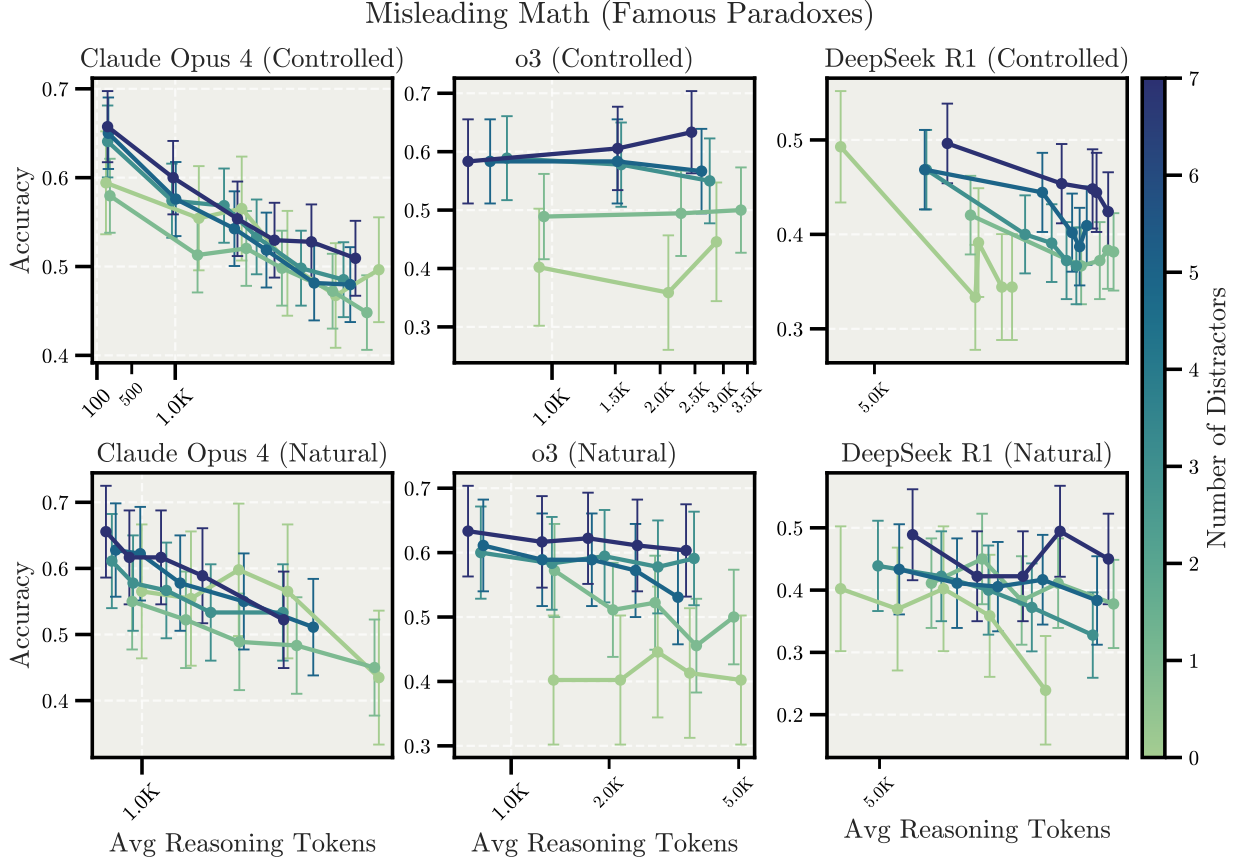 Misleading Math (Famous Paradoxes)
Claude Opus 4 (Controlled)
o3 (Controlled)
DeepSeek R1 (Controlled)
Accuracy
0.7
0.6
0.5
0.4
100
500
1.0K
0.7
0.6
0.5
0.4
0.3
1.0K
1.5K
2.0K
2.5K
3.0K
3.5K
0.5
0.4
0.3
5.0K
Claude Opus 4 (Natural)
o3 (Natural)
DeepSeek R1 (Natural)
Accuracy
0.7
0.6
0.5
0.4
1.0K
Avg Reasoning Tokens
0.7
0.6
0.5
0.4
0.3
1.0K
2.0K
5.0K
Avg Reasoning Tokens
0.5
0.4
0.3
0.2
5.0K
Avg Reasoning Tokens
7
6
5
4
3
2
1
0
Number of Distractors